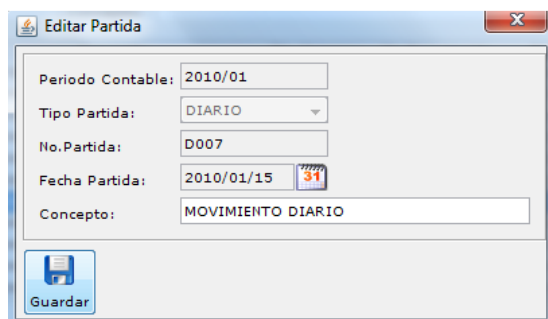 Editar Partida
Periodo Contable: 2010/01
Tipo Partida: DIARIO
No.Partida: D007
Fecha Partida: 2010/01/15 31
Concepto: MOVIMIENTO DIARIO
Guardar